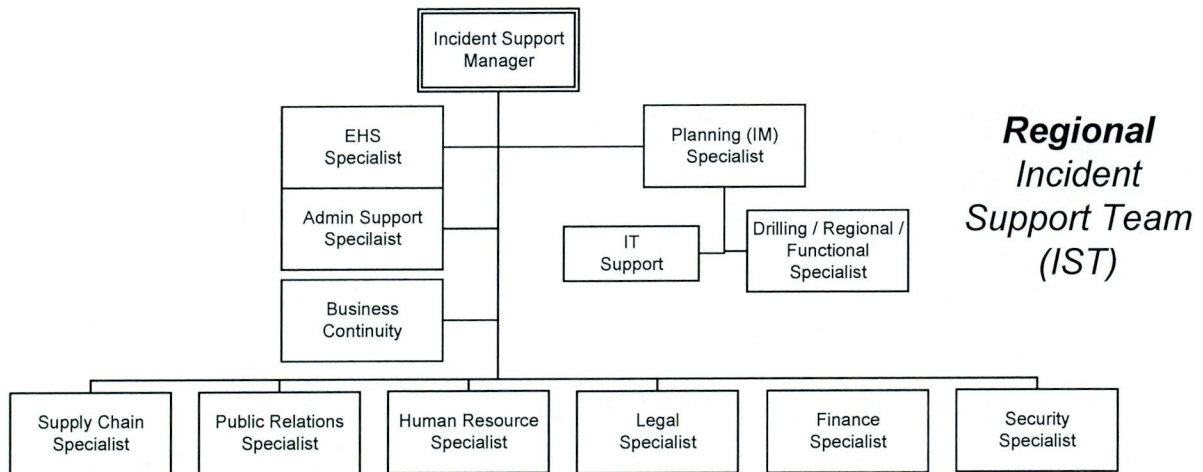 Incident Support
Manager
EHS
Specialist
Planning (IM)
Specialist
Regional
Incident
Support Team
(IST)
Admin Support
Specilaist
IT
Support
Drilling / Regional /
Functional
Specialist
Business
Continuity
Supply Chain
Specialist
Public Relations
Specialist
Human Resource
Specialist
Legal
Specialist
Finance
Specialist
Security
Specialist